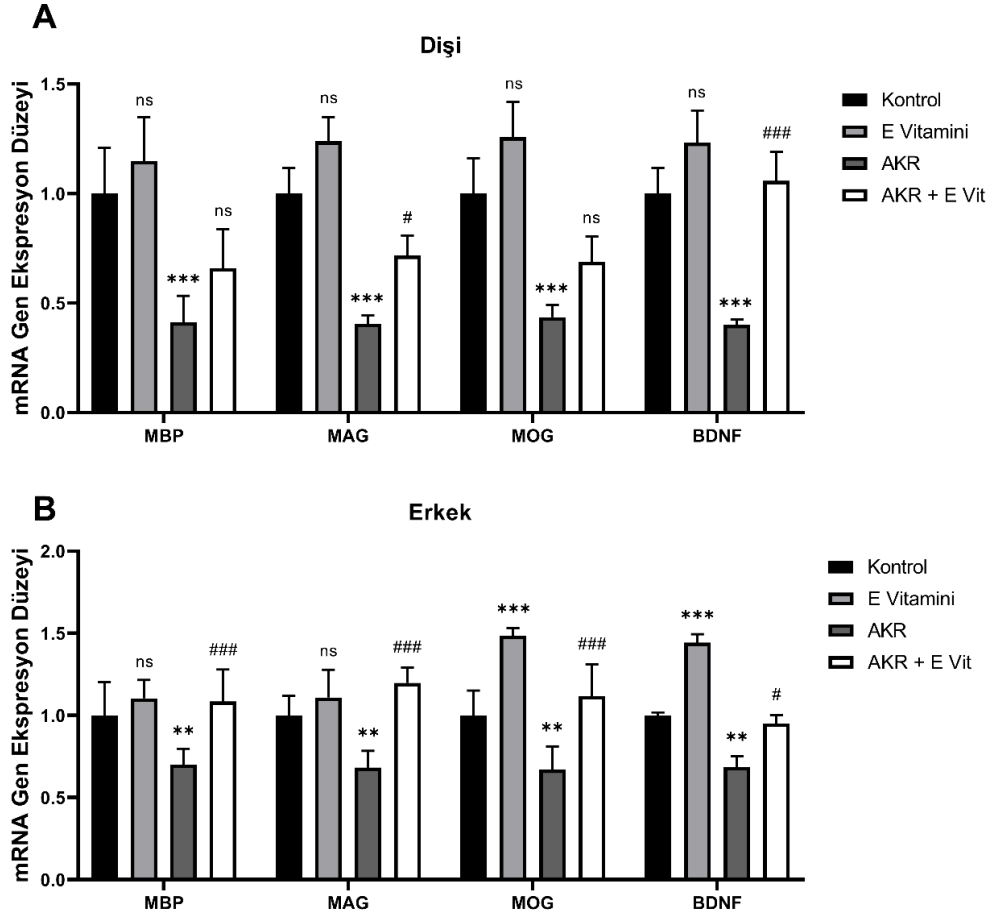 A
Dişi
mRNA Gen Ekspresyon Düzeyi
1.5
1.0
0.5
0.0
ns
***
ns
ns
***
#
ns
***
ns
ns
***
###
MBP
MAG
MOG
BDNF
Kontrol
E Vitamini
AKR
AKR + E Vit
B
Erkek
mRNA Gen Ekspresyon Düzeyi
2.0
1.5
1.0
0.5
0.0
ns
**
###
ns
**
###
***
**
###
***
**
#
MBP
MAG
MOG
BDNF
Kontrol
E Vitamini
AKR
AKR + E Vit